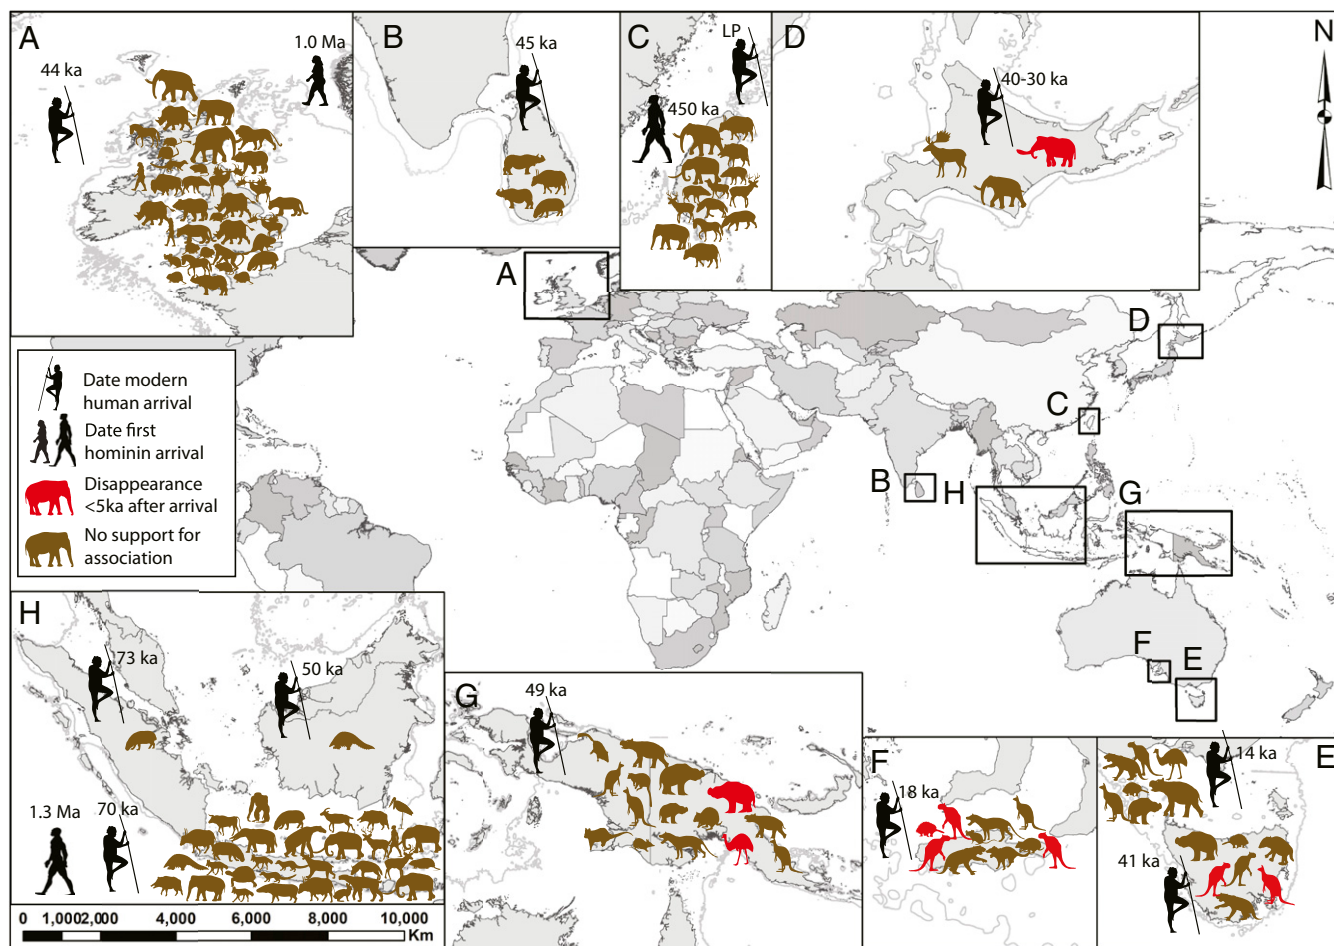 A
44 ka
1.0 Ma
B
45 ka
C
LP
450 ka
D
40-30 ka
N
A
D
C
B
H
G
F
E
Date modern
human arrival
Date first
hominin arrival
Disappearance
<5ka after arrival
No support for
association
H
73 ka
50 ka
1.3 Ma
70 ka
G
49 ka
F
18 ka
E
14 ka
41 ka
0 1,000 2,000 4,000 6,000 8,000 10,000
Km